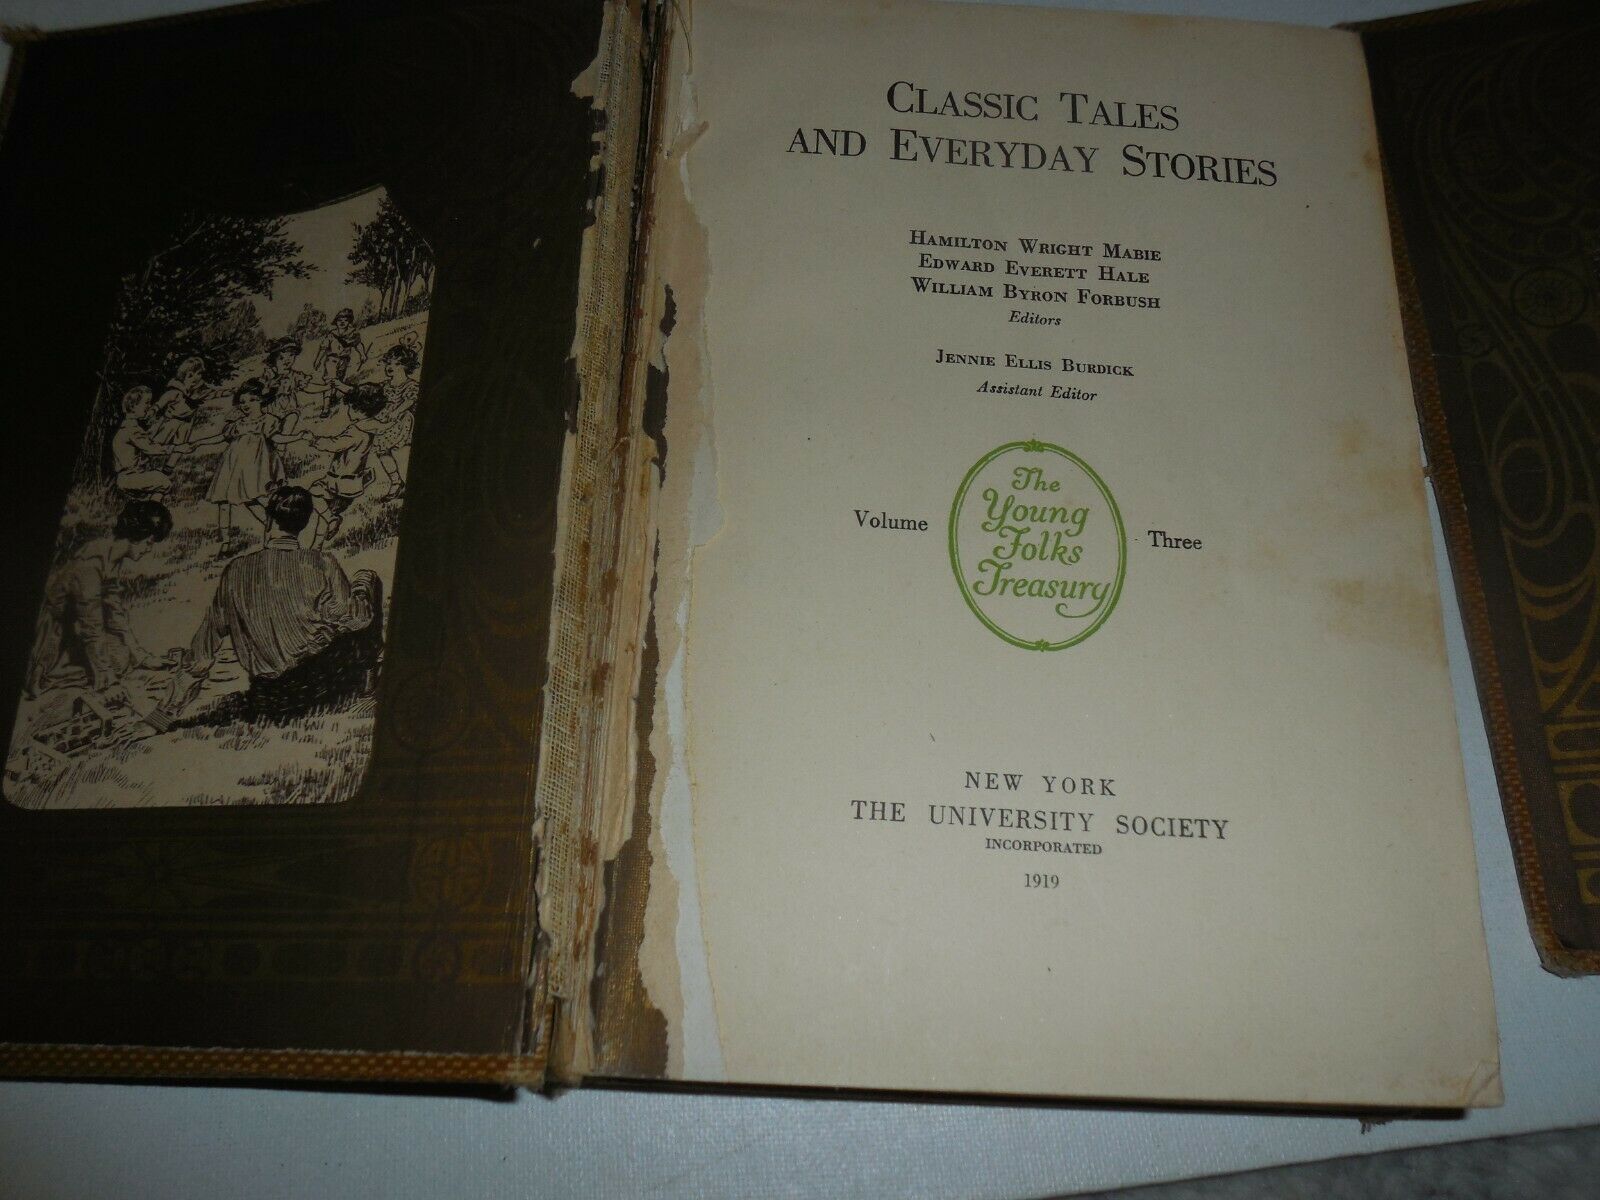 CLASSIC TALES
AND EVERYDAY STORIES
HAMILTON WRIGHT MABIE
EDWARD EVERETT HALE
WILLIAM BYRON FORBUSH
Editors
JENNIE ELLIS BURDICK
Assistant Editor
Volume Three
The
Young
Folks
Treasury
NEW YORK
THE UNIVERSITY SOCIETY
INCORPORATED
1919